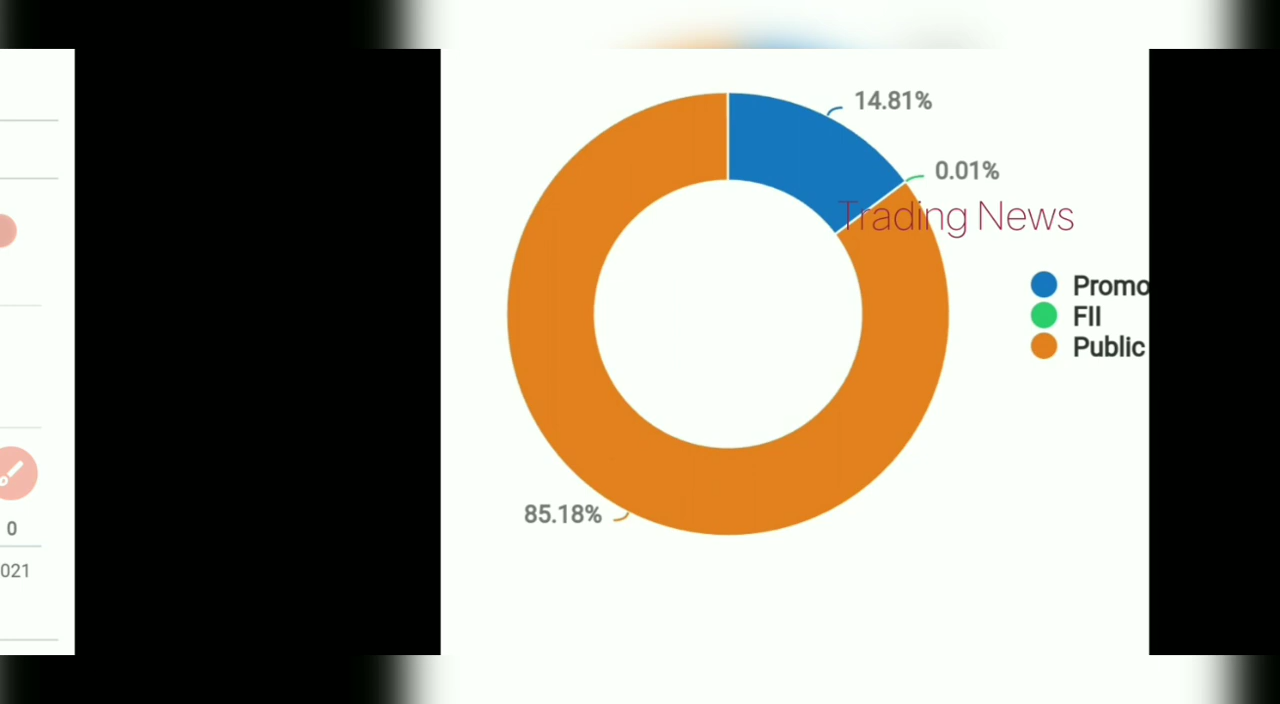 14.81%
0.01%
Trading News
Promo
FII
Public
85.18%
0
021